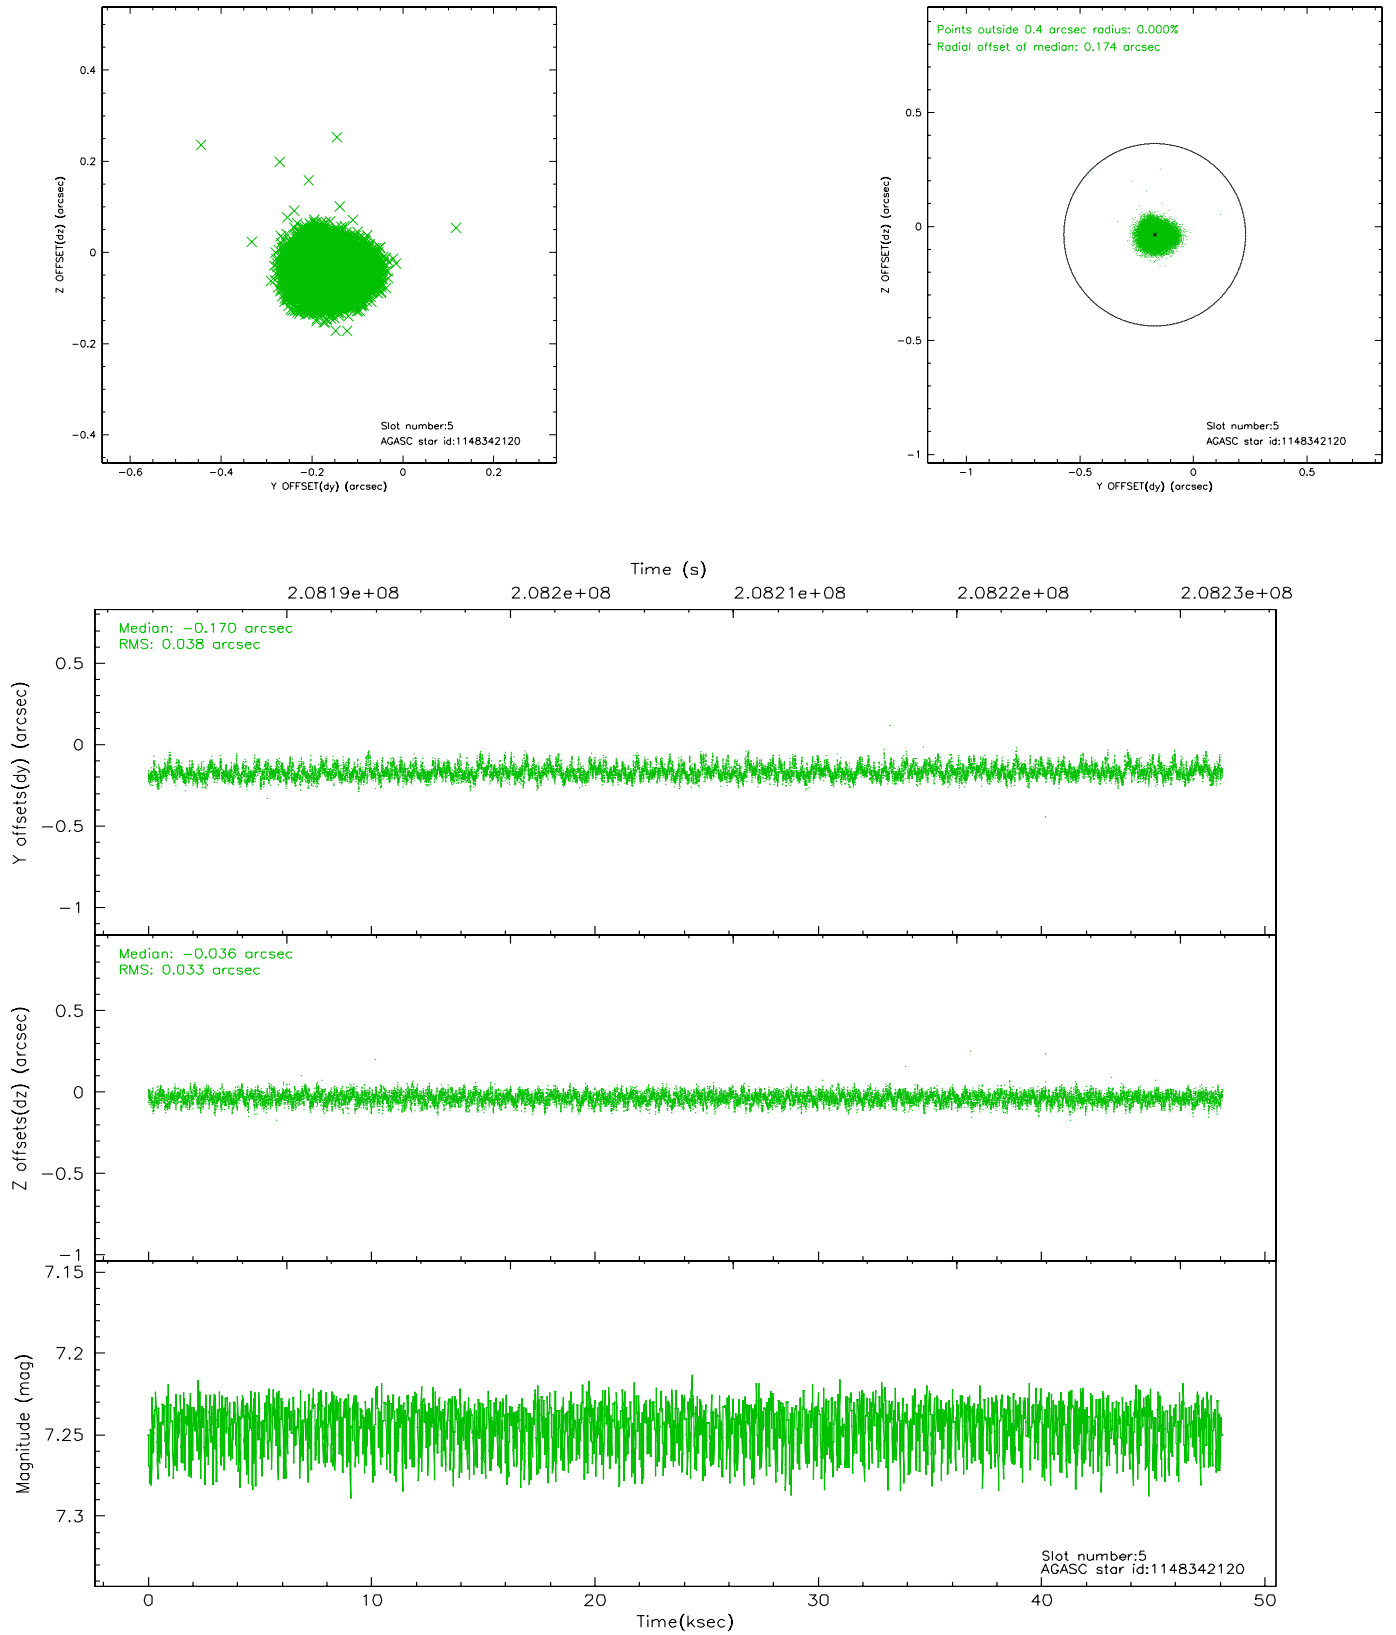 0.4
0.2
0
-0.2
-0.4
Z OFFSET(dz) (arcsec)
Slot number:5
AGASC star id:1148342120
-0.6
-0.4
-0.2
0
0.2
Y OFFSET(dy) (arcsec)
Points outside 0.4 arcsec radius: 0.000%
Radial offset of median: 0.174 arcsec
0.5
0
-0.5
-1
Z OFFSET(dz) (arcsec)
Slot number:5
AGASC star id:1148342120
-1
-0.5
0
0.5
Y OFFSET(dy) (arcsec)
Time (s)
2.0819e+08
2.082e+08
2.0821e+08
2.0822e+08
2.0823e+08
Median: -0.170 arcsec
RMS: 0.038 arcsec
0.5
0
-0.5
-1
Y offsets(dy) (arcsec)
Median: -0.036 arcsec
RMS: 0.033 arcsec
0.5
0
-0.5
-1
Z offsets(dz) (arcsec)
7.15
7.2
7.25
7.3
Magnitude (mag)
Slot number:5
AGASC star id:1148342120
0
10
20
30
40
50
Time(ksec)